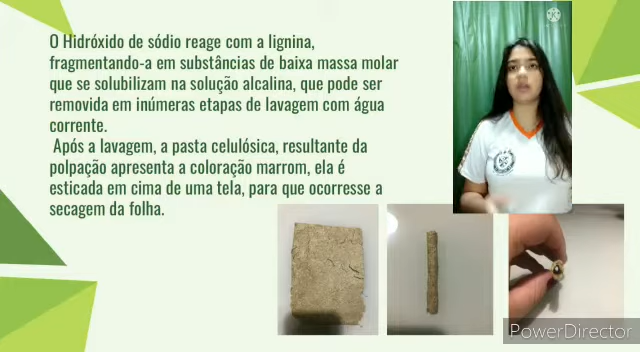 O Hidróxido de sódio reage com a lignina,
fragmentando-a em substâncias de baixa massa molar
que se solubilizam na solução alcalina, que pode ser
removida em inúmeras etapas de lavagem com água
corrente.
Após a lavagem, a pasta celulósica, resultante da
polpação apresenta a coloração marrom, ela é
esticada em cima de uma tela, para que ocorresse a
secagem da folha.
PowerDirector